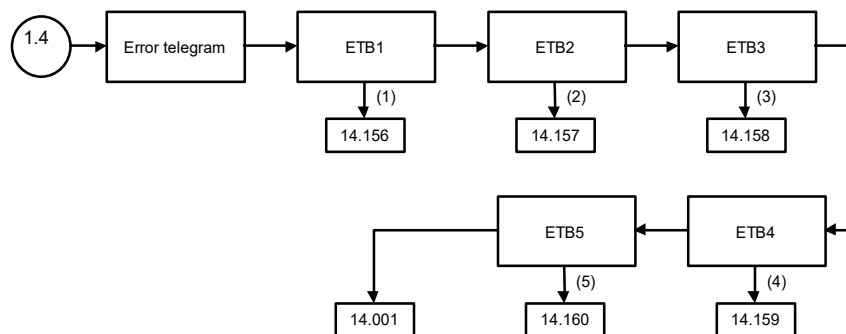 1.4
Error telegram
ETB1
ETB2
ETB3
(1)
(2)
(3)
14.156
14.157
14.158
ETB5
ETB4
(5)
(4)
14.001
14.160
14.159